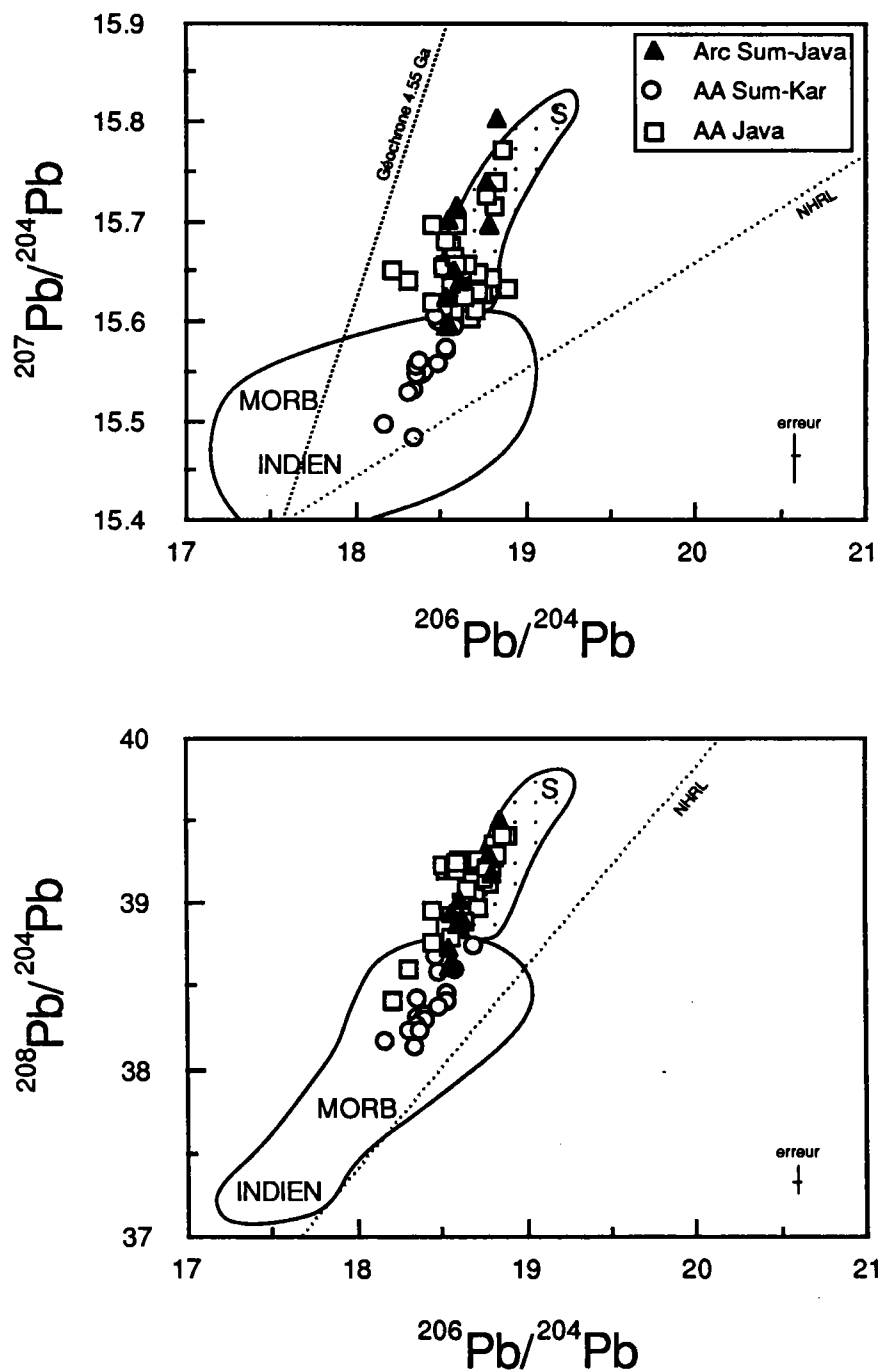 15.9
15.8
15.7
15.6
15.5
15.4
207Pb/204Pb
Géochrone 4.55 Ga
Arc Sum-Java
AA Sum-Kar
AA Java
S
NHRL
MORB
INDIEN
erreur
17 18 19 20 21
206Pb/204Pb
40
39
38
37
208Pb/204Pb
S
NHRL
MORB
INDIEN
erreur
17 18 19 20 21
206Pb/204Pb